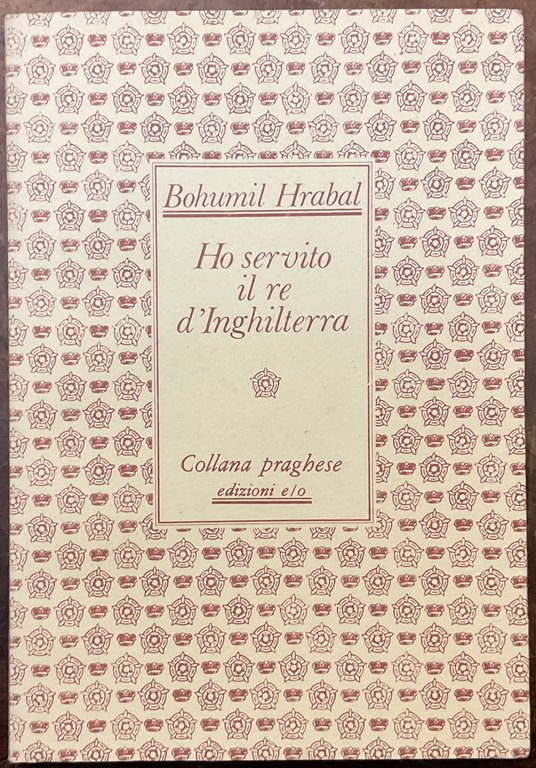 Bohumil Hrabal
Ho servito
il re
d'Inghilterra
Collana praghese
edizioni e/o